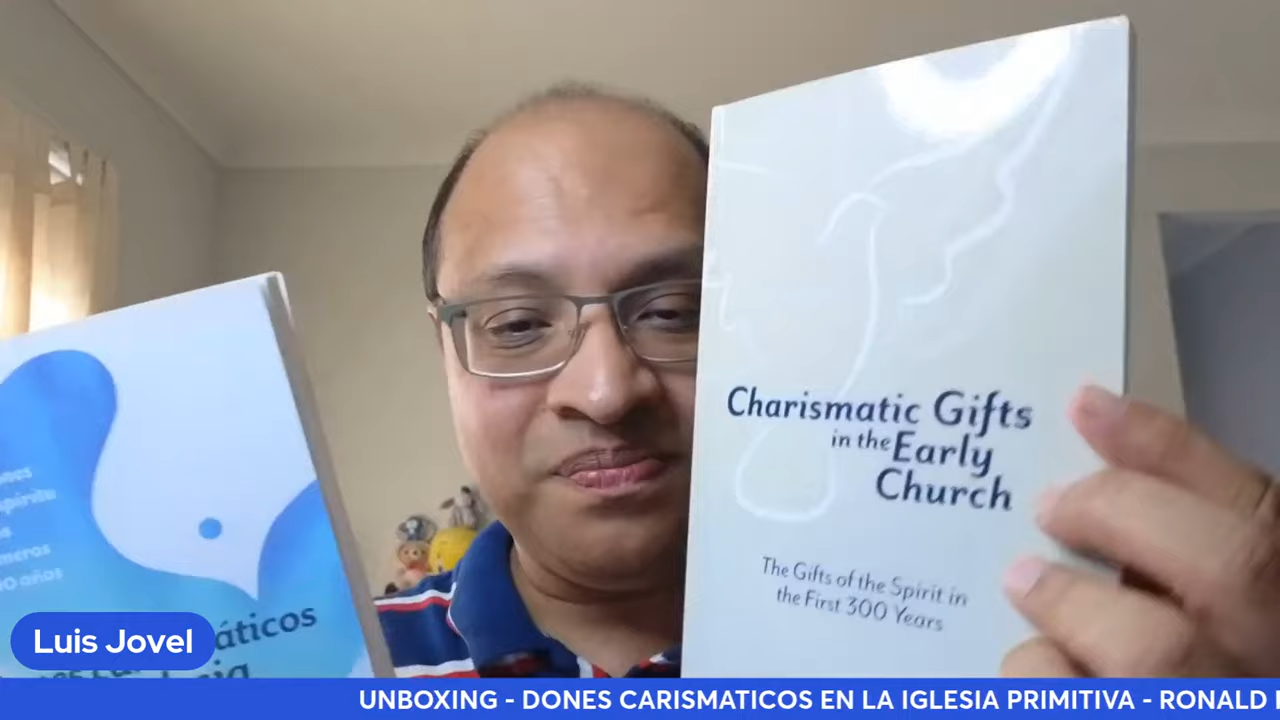 Charismatic Gifts
in the Early
Church
The Gifts of the Spirit in
the First 300 Years
años
Luis Jovel
UNBOXING - DONES CARISMATICOS EN LA IGLESIA PRIMITIVA - RONALD